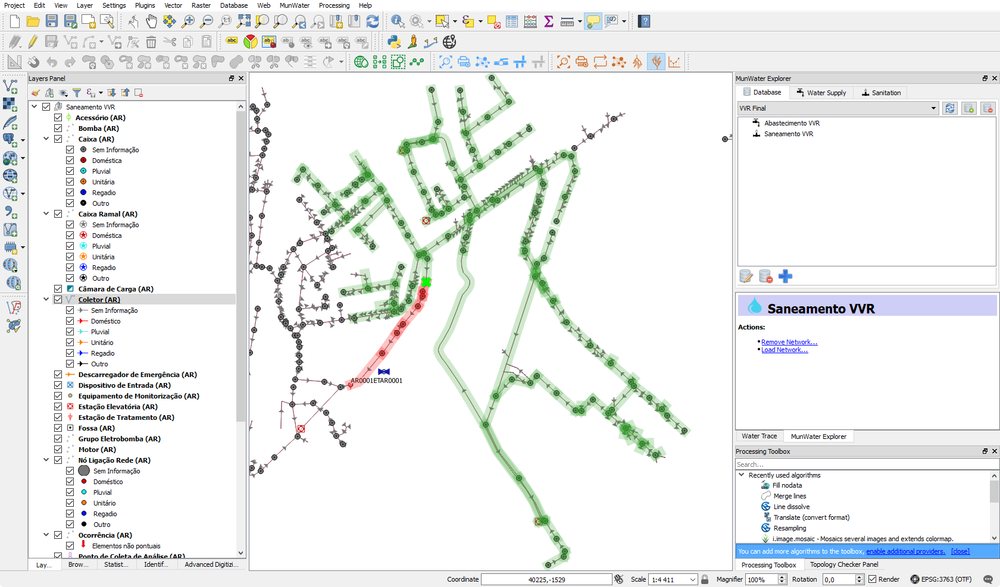 Project Edit View Layer Settings Plugins Vector Raster Database Web MunWater Processing Help
Layers Panel
Saneamento VVR
Acessório (AR)
Bomba (AR)
Caixa (AR)
Sem Informação
Doméstica
Pluvial
Unitária
Regadio
Outro
Caixa Ramal (AR)
Sem Informação
Doméstica
Pluvial
Unitária
Regadio
Outro
Câmara de Carga (AR)
Coletor (AR)
Sem Informação
Doméstico
Pluvial
Unitário
Regadio
Outro
Descarregador de Emergência (AR)
Dispositivo de Entrada (AR)
Equipamento de Monitorização (AR)
Estação Elevatória (AR)
Estação de Tratamento (AR)
Fossa (AR)
Grupo Eletrobomba (AR)
Motor (AR)
Nó Ligação Rede (AR)
Sem Informação
Doméstico
Pluvial
Unitário
Regadio
Outro
Ocorrência (AR)
Elementos não pontuais
Ponto de Coleta de Análise (AR)
Lay... Brow... Statist... Identif... Advanced Digitizi...
AR0001ETAR0001
MunWater Explorer
Database Water Supply Sanitation
VVR Final
Abastecimento VVR
Saneamento VVR
Saneamento VVR
Actions:
Remove Network...
Load Network...
Water Trace MunWater Explorer
Processing Toolbox
Search...
Recently used algorithms
Fill nodata
Merge lines
Line dissolve
Translate (convert format)
Resampling
i.image.mosaic - Mosaics several images and extends colormap.
You can add more algorithms to the toolbox, enable additional providers. [close]
Processing Toolbox Topology Checker Panel
Coordinate 40225,-1529 Scale 1:4 411 Magnifier 100% Rotation 0,0 Render EPSG:3763 (OTF)